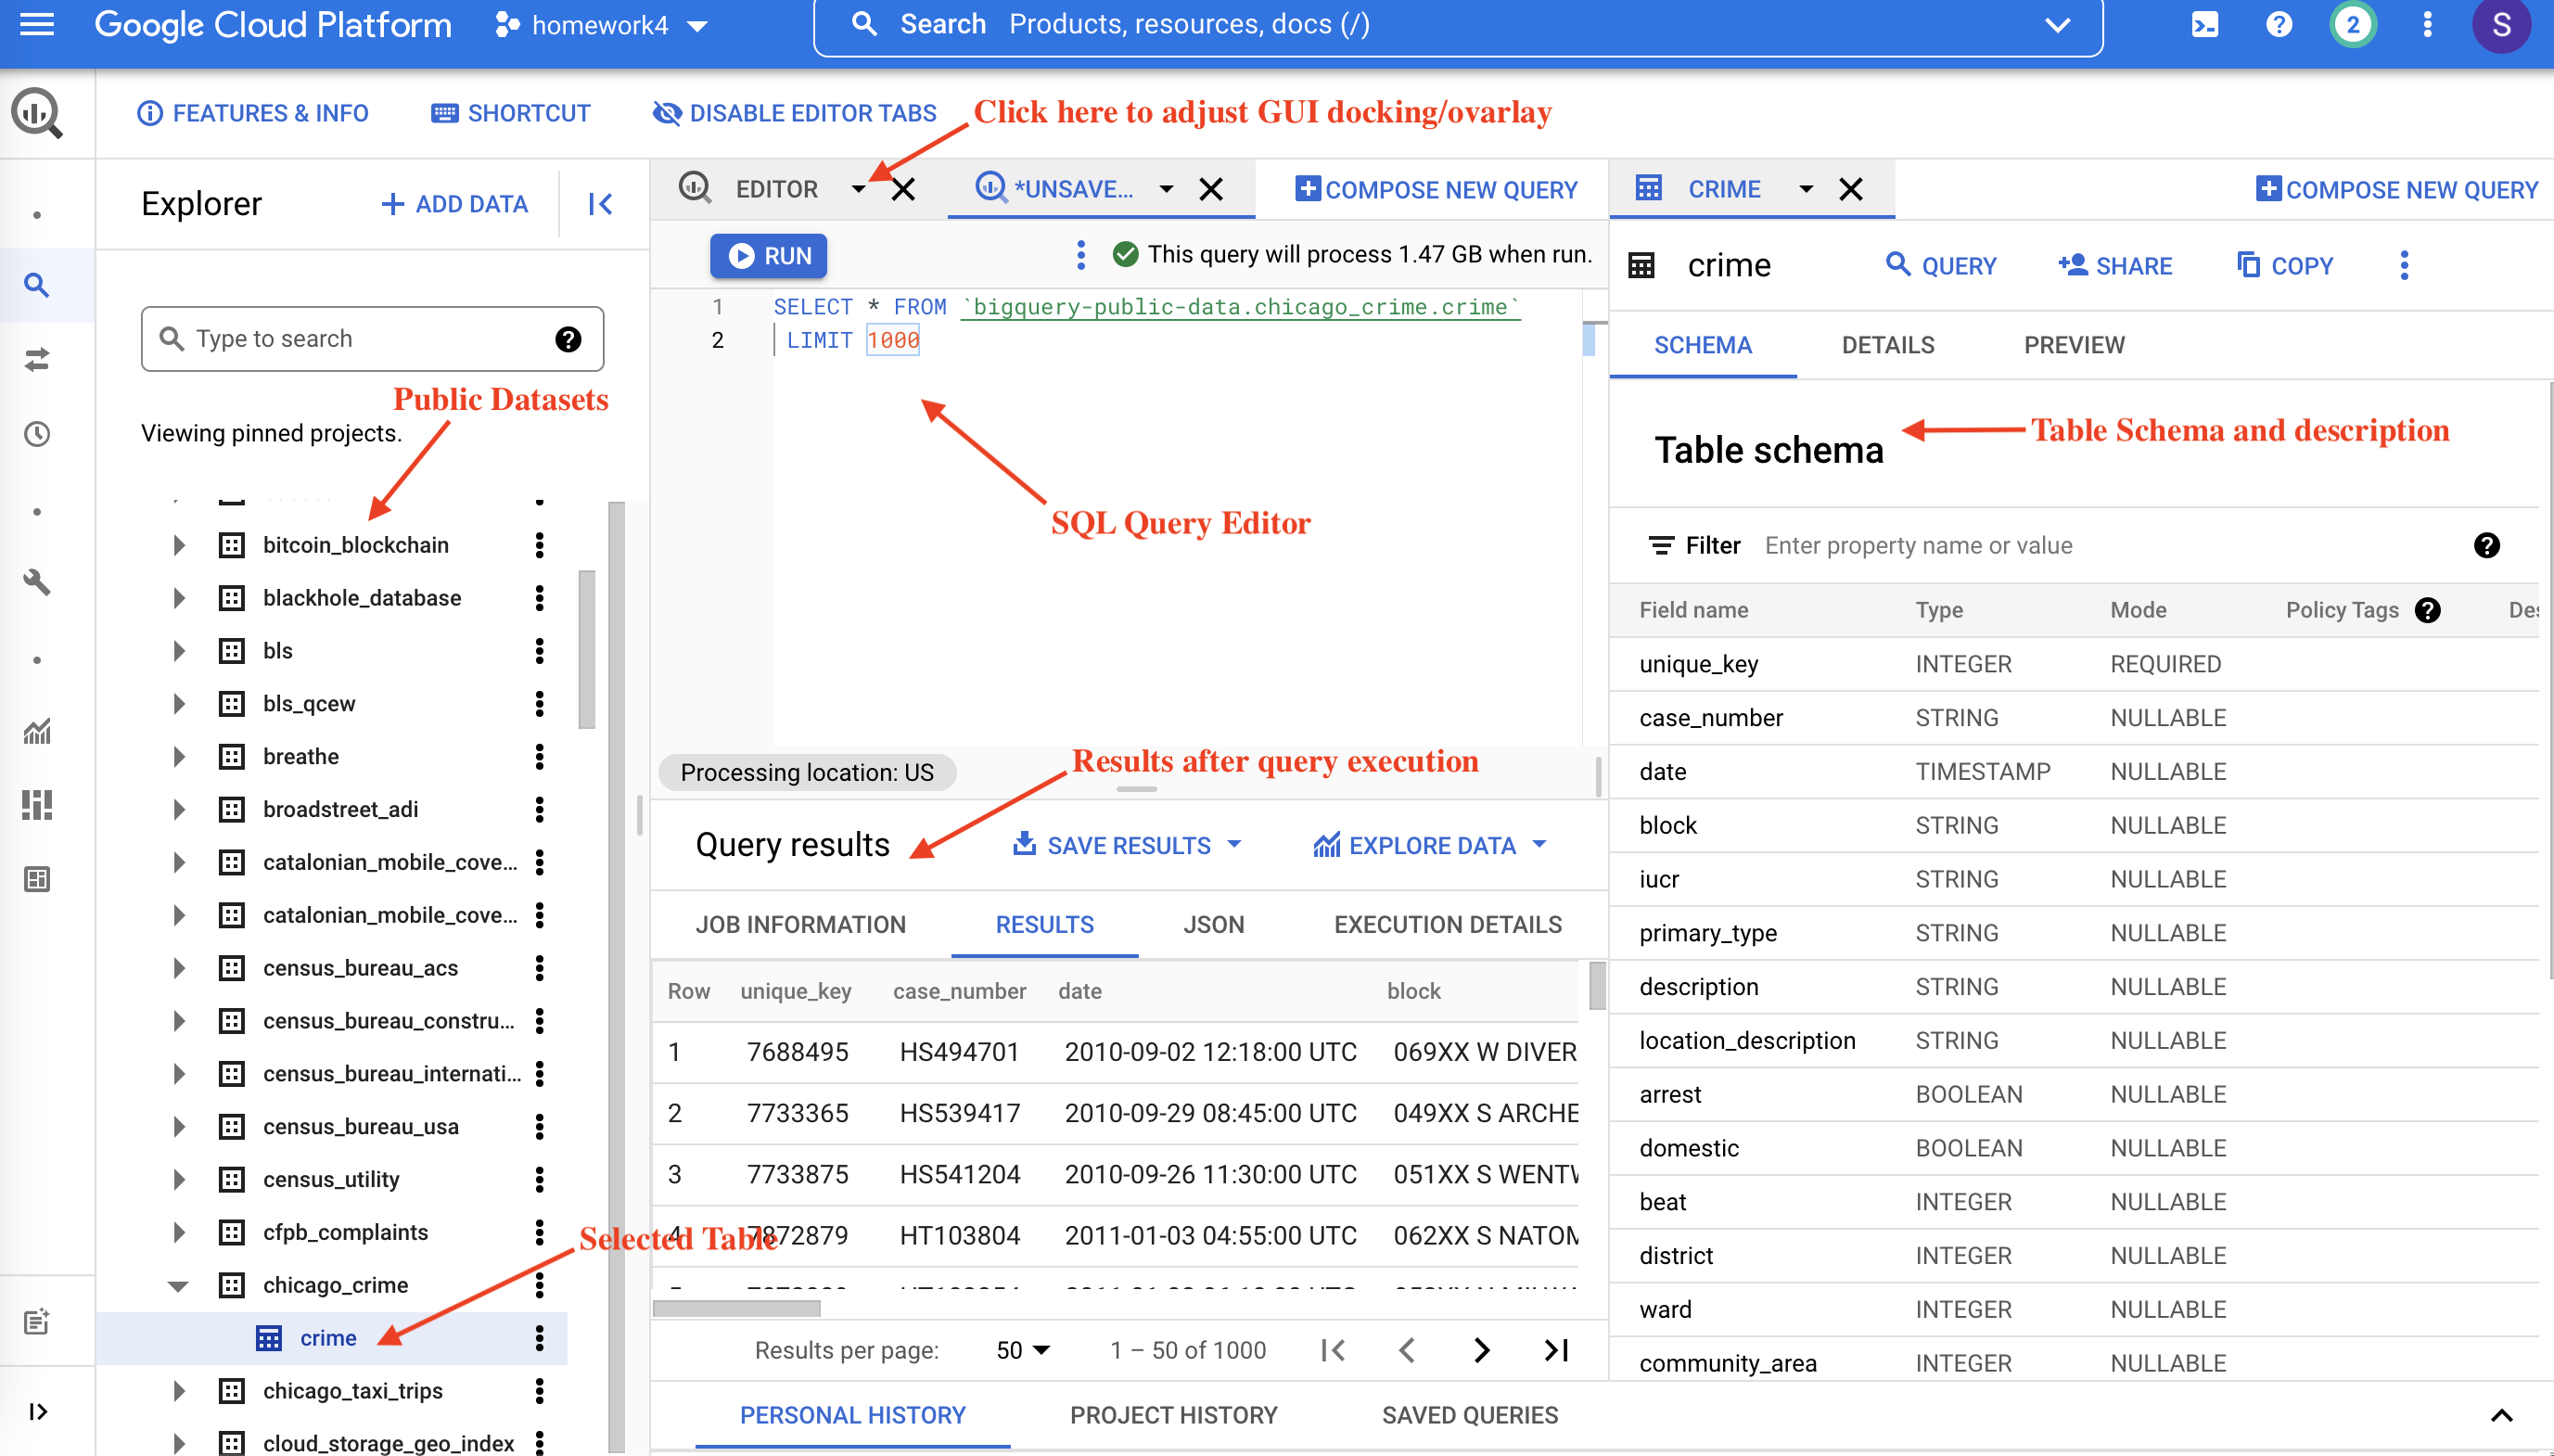 Google Cloud Platform
homework4
Search Products, resources, docs (/)
2
S
FEATURES & INFO
SHORTCUT
DISABLE EDITOR TABS
Click here to adjust GUI docking/ovarlay
Explorer
ADD DATA
Type to search
Public Datasets
Viewing pinned projects.
bitcoin_blockchain
blackhole_database
bls
bls_qcew
breathe
broadstreet_adi
catalonian_mobile_cove...
catalonian_mobile_cove...
census_bureau_acs
census_bureau_constru...
census_bureau_internati...
census_bureau_usa
census_utility
cfpb_complaints
Selected Table
chicago_crime
crime
chicago_taxi_trips
cloud_storage_geo_index
EDITOR
*UNSAVE...
COMPOSE NEW QUERY
RUN
This query will process 1.47 GB when run.
1 SELECT * FROM `bigquery-public-data.chicago_crime.crime`
2 LIMIT 1000
SQL Query Editor
Processing location: US
Results after query execution
Query results
SAVE RESULTS
EXPLORE DATA
JOB INFORMATION
RESULTS
JSON
EXECUTION DETAILS
Row unique_key case_number date block
1 7688495 HS494701 2010-09-02 12:18:00 UTC 069XX W DIVER
2 7733365 HS539417 2010-09-29 08:45:00 UTC 049XX S ARCHE
3 7733875 HS541204 2010-09-26 11:30:00 UTC 051XX S WENTW
4 7872879 HT103804 2011-01-03 04:55:00 UTC 062XX S NATOM
Results per page: 50 1 – 50 of 1000
PERSONAL HISTORY
PROJECT HISTORY
SAVED QUERIES
CRIME
COMPOSE NEW QUERY
crime
QUERY
SHARE
COPY
SCHEMA
DETAILS
PREVIEW
Table schema
Table Schema and description
Filter Enter property name or value
Field name Type Mode Policy Tags Des
unique_key INTEGER REQUIRED
case_number STRING NULLABLE
date TIMESTAMP NULLABLE
block STRING NULLABLE
iucr STRING NULLABLE
primary_type STRING NULLABLE
description STRING NULLABLE
location_description STRING NULLABLE
arrest BOOLEAN NULLABLE
domestic BOOLEAN NULLABLE
beat INTEGER NULLABLE
district INTEGER NULLABLE
ward INTEGER NULLABLE
community_area INTEGER NULLABLE